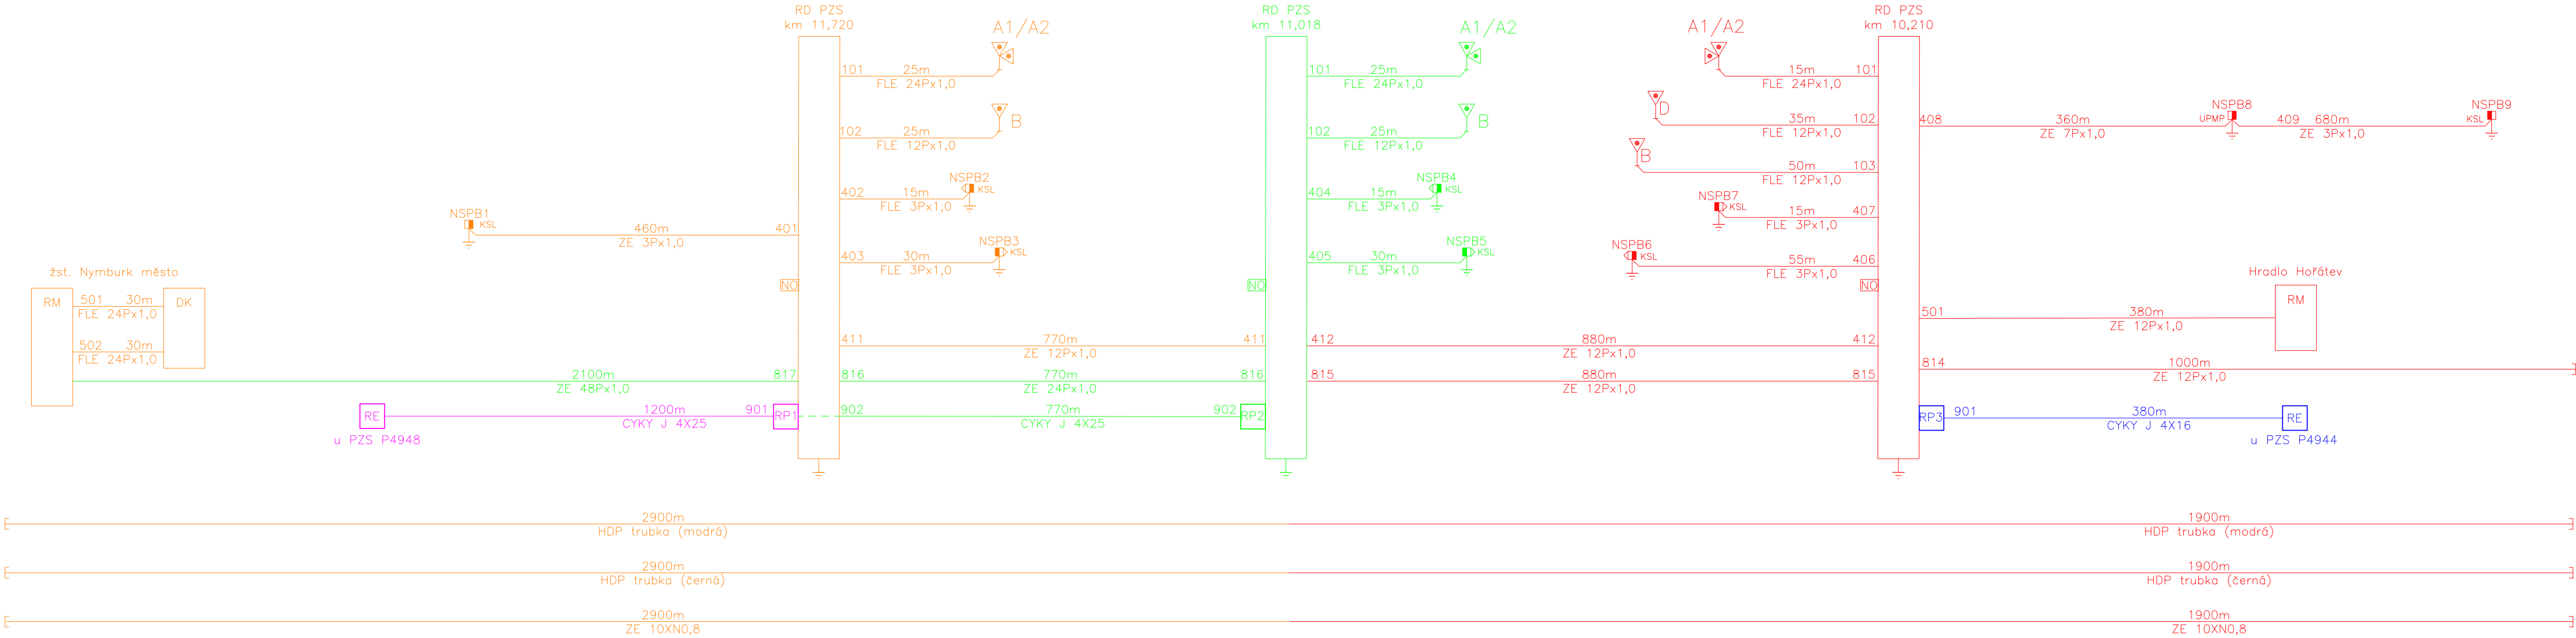 RD PZS
km 11,720
A1/A2
101 25m
FLE 24Px1,0
102 25m
FLE 12Px1,0
B
402 15m
FLE 3Px1,0
NSPB2
KSL
NSPB1
KSL
460m 401
ZE 3Px1,0
403 30m
FLE 3Px1,0
NSPB3
KSL
NO
žst. Nymburk město
RM
501 30m
FLE 24Px1,0
DK
502 30m
FLE 24Px1,0
411 770m 411
ZE 12Px1,0
2100m 817
ZE 48Px1,0
816 770m 816
ZE 24Px1,0
RE
u PZS P4948
1200m 901
CYKY J 4X25
RP1
902 770m 902
CYKY J 4X25
RP2
RD PZS
km 11,018
A1/A2
101 25m
FLE 24Px1,0
102 25m
FLE 12Px1,0
B
404 15m
FLE 3Px1,0
NSPB4
KSL
405 30m
FLE 3Px1,0
NSPB5
KSL
NO
412 880m 412
ZE 12Px1,0
815 880m 815
ZE 12Px1,0
RD PZS
km 10,210
A1/A2
15m 101
FLE 24Px1,0
D
35m 102
FLE 12Px1,0
B
50m 103
FLE 12Px1,0
NSPB7
KSL
15m 407
FLE 3Px1,0
NSPB6
KSL
55m 406
FLE 3Px1,0
NO
408 360m
ZE 7Px1,0
NSPB8
UPMP
409 680m
ZE 3Px1,0
NSPB9
KSL
Hradlo Hořátev
RM
501 380m
ZE 12Px1,0
814 1000m
ZE 12Px1,0
RP3
901 380m
CYKY J 4X16
RE
u PZS P4944
2900m
HDP trubka (modrá)
1900m
HDP trubka (modrá)
2900m
HDP trubka (černá)
1900m
HDP trubka (černá)
2900m
ZE 10XN0,8
1900m
ZE 10XN0,8